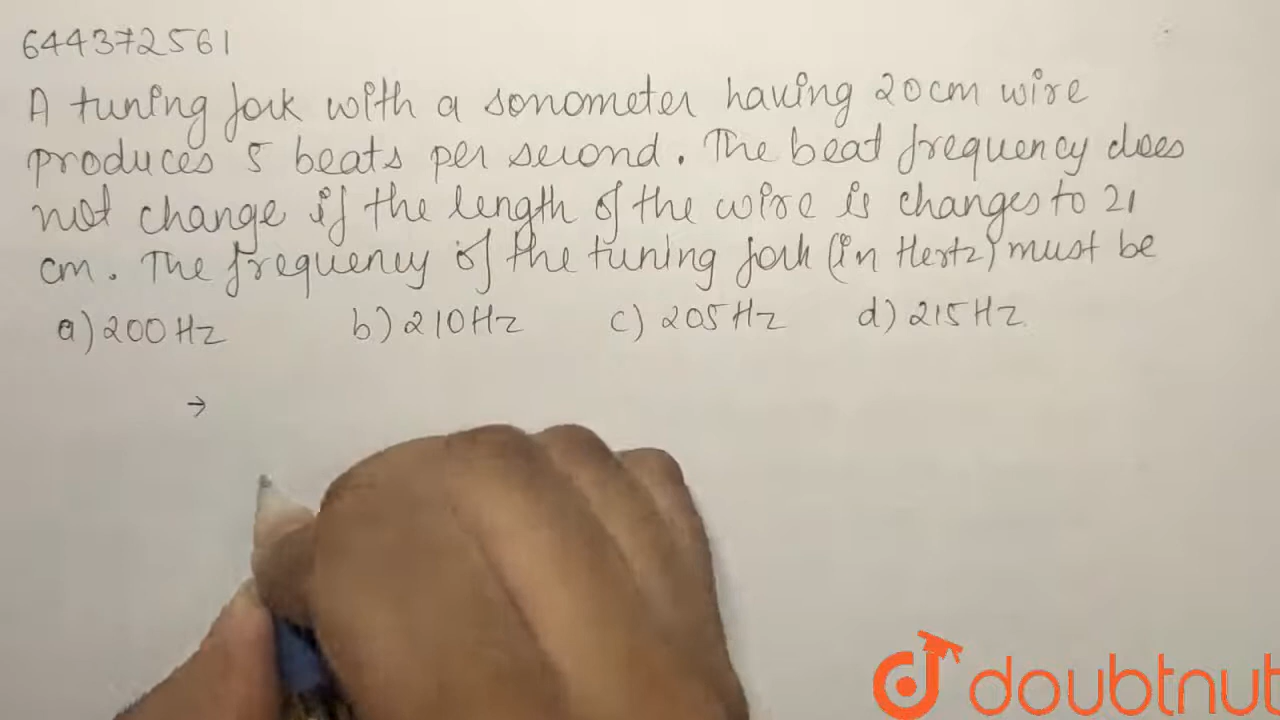 644372561
A tuning fork with a sonometer having 20cm wire
produces 5 beats per second. The beat frequency does
not change if the length of the wire is changes to 21
cm. The frequency of the tuning fork (in Hertz) must be
a) 200 Hz b) 210 Hz c) 205 Hz d) 215 Hz.
→
doubtnut